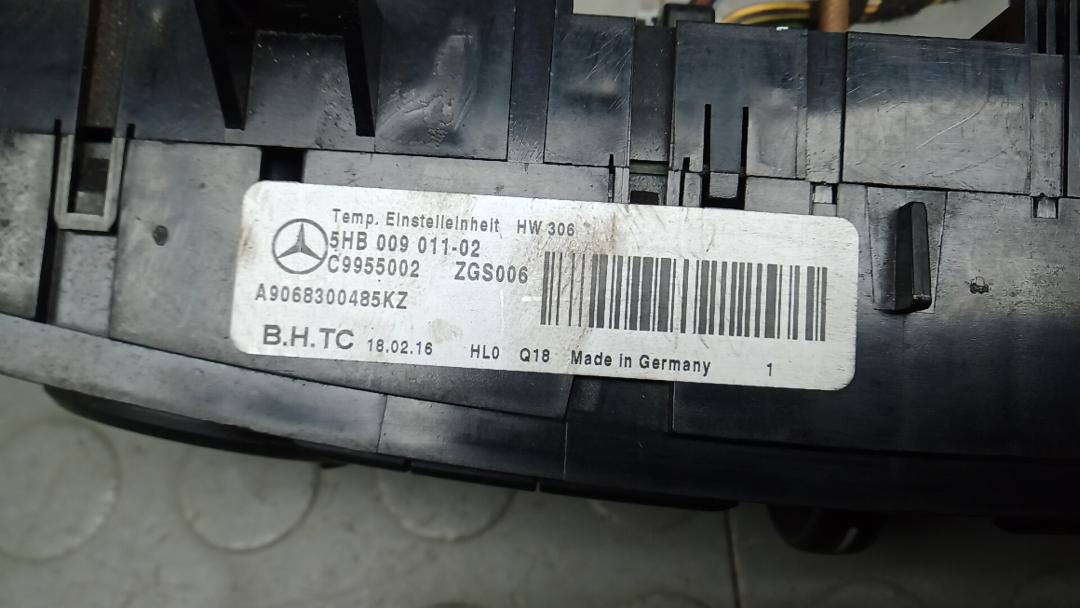 Temp. Einstelleinheit HW 306
5HB 009 011-02
C9955002 ZGS006
A9068300485KZ
B.H.TC 18.02.16 HL0 Q18 Made in Germany 1